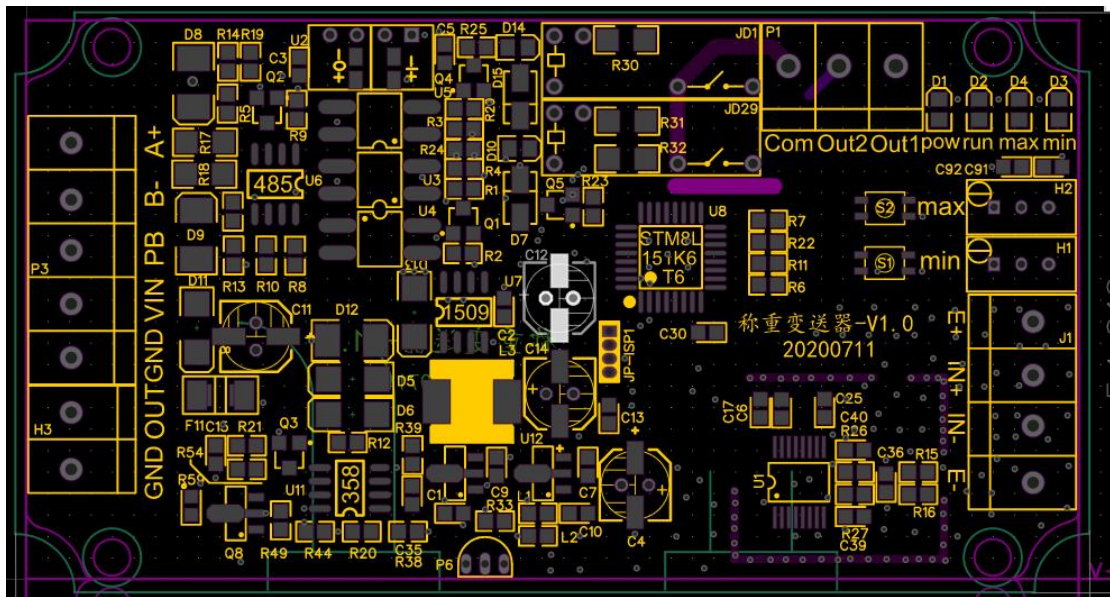 D8
R14
R19
U2
C5
R25
D14
JD1
P1
C3
Q2
R30
Q4
D15
D1
D2
D4
D3
R5
R9
U5
R3
R23
JD29
R31
R32
Com
Out2
Out1
pow
run
max
min
A+
R17
R18
485
U6
R24
D10
U3
R4
R1
Q5
R23
C92
C91
H2
B-
U4
Q1
U8
STM8L
151K6
T6
R7
R22
R11
R6
S2
max
S1
min
H1
D9
PB
R13
R10
R8
D13
R2
D7
C12
P3
D11
VIN
C11
D12
U7
1509
C2
L3
C14
JP-ISP1
C30
称重变送器-V1.0
20200711
E+
J1
GND
D5
D6
IN+
F11
OUT
C13
C17
C6
C25
C40
R26
IN-
H3
R54
R21
Q3
R12
R39
U12
C36
R15
E-
GND
R59
U11
358
C1
C9
L1
C7
U1
R16
R33
C10
R27
C39
Q8
R49
R44
R20
C35
R38
L2
P6
C4
V-